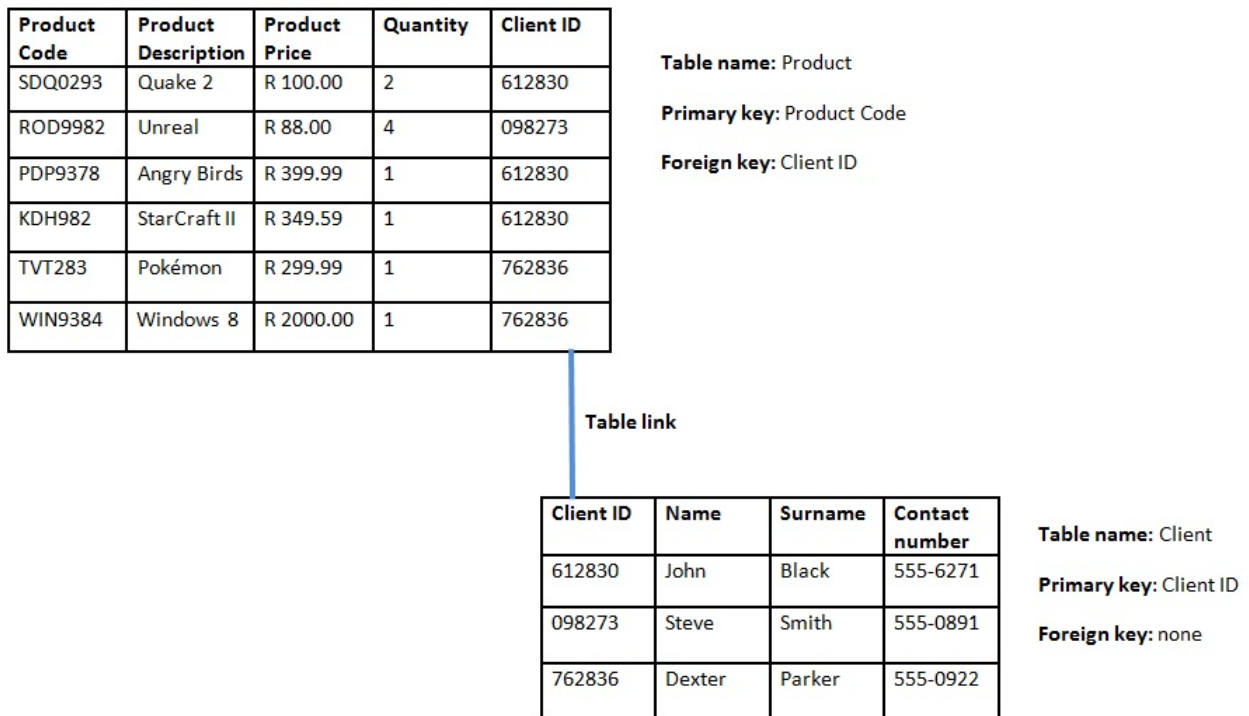 Product Code Product Description Product Price Quantity Client ID
SDQ0293 Quake 2 R 100.00 2 612830
ROD9982 Unreal R 88.00 4 098273
PDP9378 Angry Birds R 399.99 1 612830
KDH982 StarCraft II R 349.59 1 612830
TVT283 Pokémon R 299.99 1 762836
WIN9384 Windows 8 R 2000.00 1 762836
Table name: Product
Primary key: Product Code
Foreign key: Client ID
Table link
Client ID Name Surname Contact number
612830 John Black 555-6271
098273 Steve Smith 555-0891
762836 Dexter Parker 555-0922
Table name: Client
Primary key: Client ID
Foreign key: none